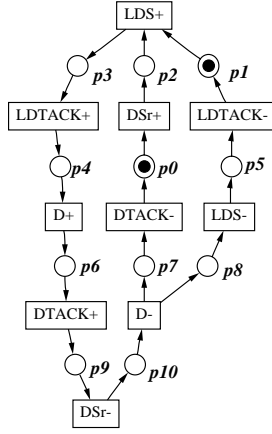 LDS+
p3 p2 p1
LDTACK+ DSr+ LDTACK-
p4 p0 p5
D+ DTACK- LDS-
p6 p7 p8
DTACK+ D-
p9 p10
DSr-